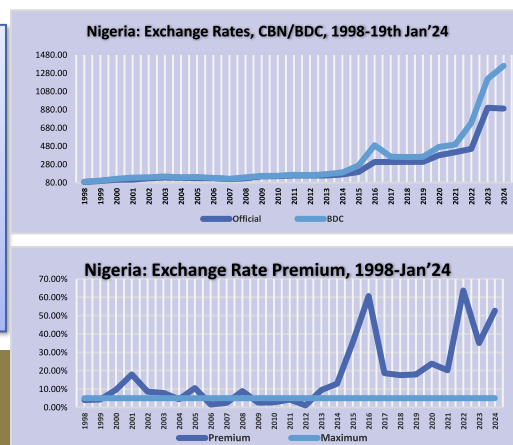 Nigeria: Exchange Rates, CBN/BDC, 1998-19th Jan'24
1480.00
1280.00
1080.00
880.00
680.00
480.00
280.00
80.00
1998 1999 2000 2001 2002 2003 2004 2005 2006 2007 2008 2009 2010 2011 2012 2013 2014 2015 2016 2017 2018 2019 2020 2021 2022 2023 2024
Official BDC
Nigeria: Exchange Rate Premium, 1998-Jan'24
70.00%
60.00%
50.00%
40.00%
30.00%
20.00%
10.00%
0.00%
1998 1999 2000 2001 2002 2003 2004 2005 2006 2007 2008 2009 2010 2011 2012 2013 2014 2015 2016 2017 2018 2019 2020 2021 2022 2023 2024
Premium Maximum